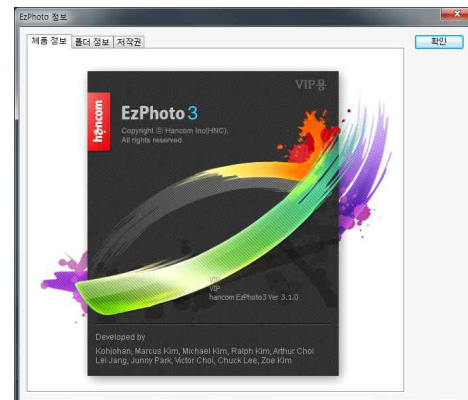 EzPhoto 정보
제품 정보 폴더 정보 저작권
확인
VIP용
hancom
EzPhoto 3
Copyright ⓒ Hancom Inc(HNC).
All rights reserved.
VIP
VIP
hancom EzPhoto3 Ver 3.1.0
Developed by
Kohjohan, Marcus Kim, Michael Kim, Ralph Kim, Arthur Choi
Lei Jang, Junny Park, Victor Choi, Chuck Lee, Zoe Kim